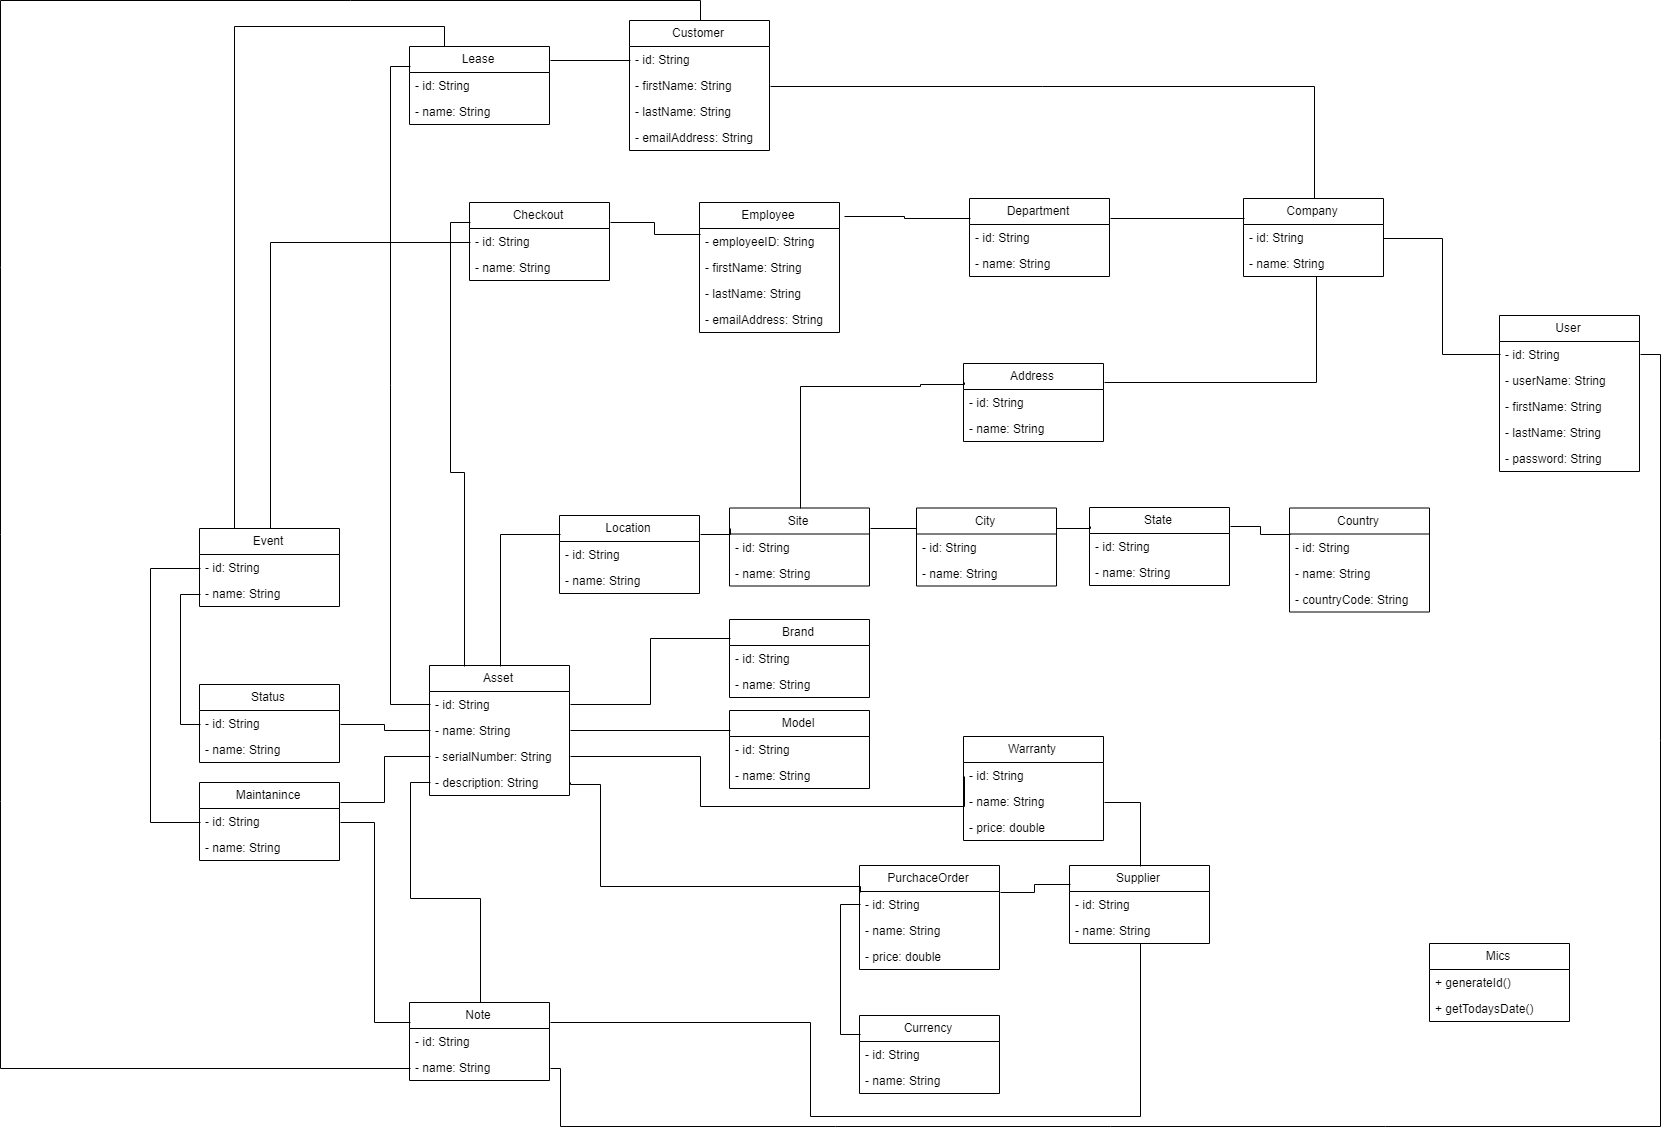 Customer
- id: String
- firstName: String
- lastName: String
- emailAddress: String
Lease
- id: String
- name: String
Checkout
- id: String
- name: String
Employee
- employeeID: String
- firstName: String
- lastName: String
- emailAddress: String
Department
- id: String
- name: String
Company
- id: String
- name: String
User
- id: String
- userName: String
- firstName: String
- lastName: String
- password: String
Address
- id: String
- name: String
Location
- id: String
- name: String
Site
- id: String
- name: String
City
- id: String
- name: String
State
- id: String
- name: String
Country
- id: String
- name: String
- countryCode: String
Event
- id: String
- name: String
Brand
- id: String
- name: String
Asset
- id: String
- name: String
- serialNumber: String
- description: String
Status
- id: String
- name: String
Model
- id: String
- name: String
Warranty
- id: String
- name: String
- price: double
Maintanince
- id: String
- name: String
PurchaceOrder
- id: String
- name: String
- price: double
Supplier
- id: String
- name: String
Mics
+ generateId()
+ getTodaysDate()
Note
- id: String
- name: String
Currency
- id: String
- name: String